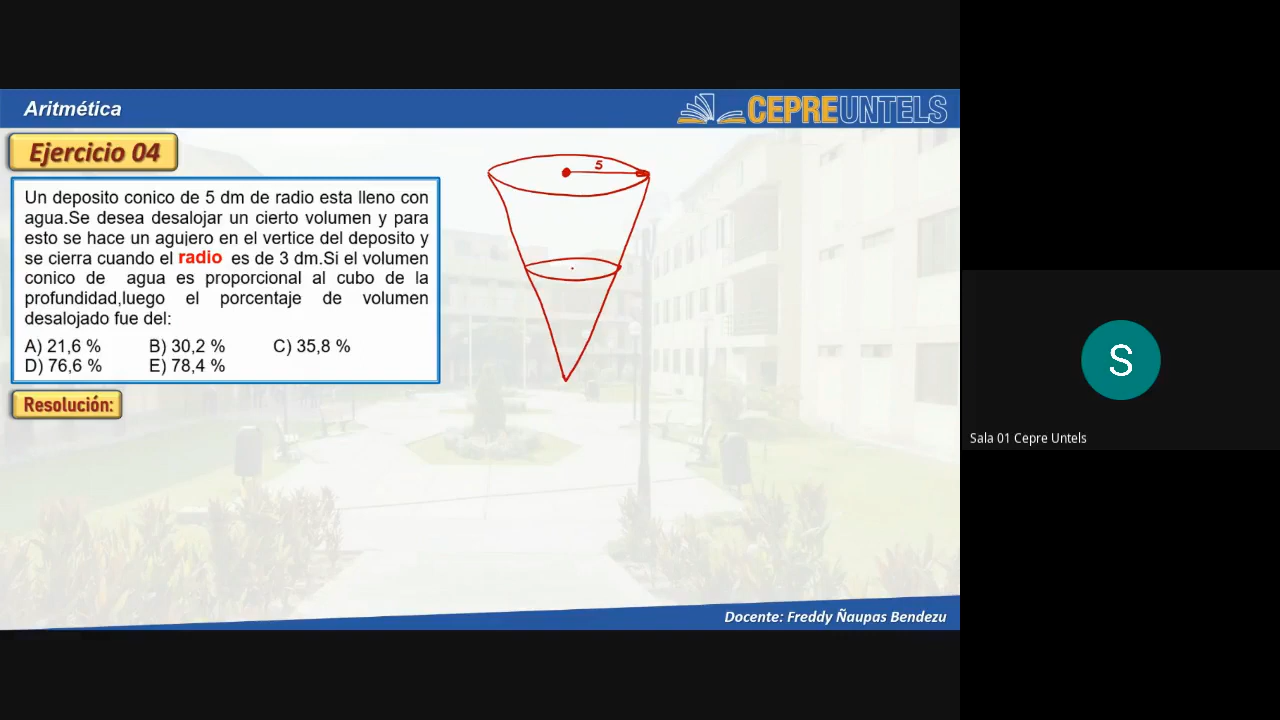 Aritmética
CEPREUNTELS
Ejercicio 04
Un deposito conico de 5 dm de radio esta lleno con
agua.Se desea desalojar un cierto volumen y para
esto se hace un agujero en el vertice del deposito y
se cierra cuando el radio es de 3 dm.Si el volumen
conico de agua es proporcional al cubo de la
profundidad,luego el porcentaje de volumen
desalojado fue del:
A) 21,6 % B) 30,2 % C) 35,8 %
D) 76,6 % E) 78,4 %
Resolución:
5
S
Sala 01 Cepre Untels
Docente: Freddy Ñaupas Bendezu